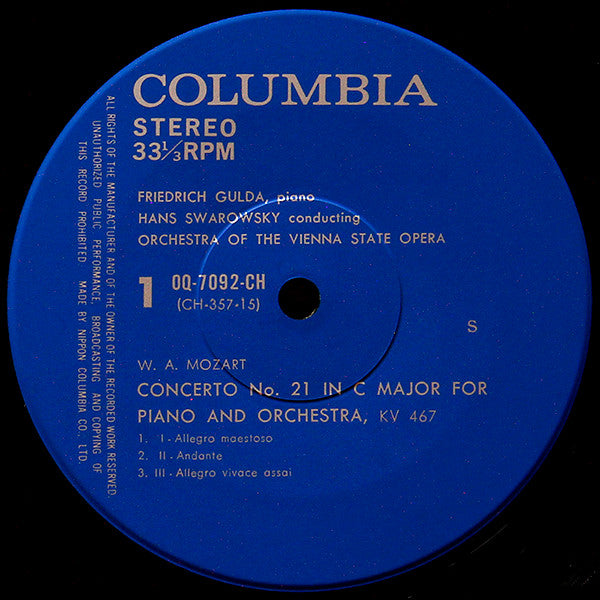 COLUMBIA
STEREO
33⅓ RPM
FRIEDRICH GULDA, piano
HANS SWAROWSKY conducting
ORCHESTRA OF THE VIENNA STATE OPERA
1 OQ-7092-CH
(CH-357-15)
S
W. A. MOZART
CONCERTO No. 21 IN C MAJOR FOR
PIANO AND ORCHESTRA, KV 467
1. I - Allegro maestoso
2. II - Andante
3. III - Allegro vivace assai
ALL RIGHTS OF THE MANUFACTURER AND OF THE OWNER OF THE RECORDED WORK RESERVED.
UNAUTHORIZED PUBLIC PERFORMANCE, BROADCASTING AND COPYING OF
THIS RECORD PROHIBITED MADE BY NIPPON COLUMBIA CO., LTD.